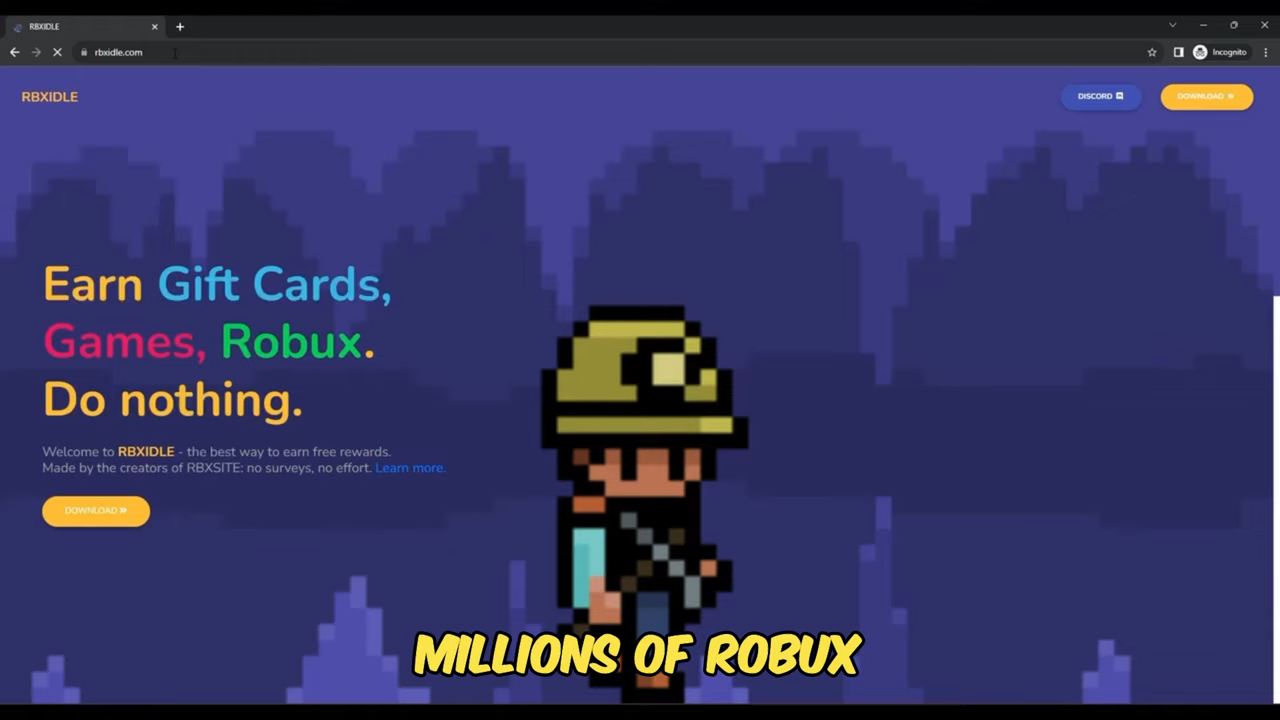 RBXIDLE
rbxidle.com
Incognito
RBXIDLE
DISCORD
DOWNLOAD »
Earn Gift Cards,
Games, Robux.
Do nothing.
Welcome to RBXIDLE - the best way to earn free rewards.
Made by the creators of RBXSITE: no surveys, no effort. Learn more.
DOWNLOAD »
MILLIONS OF ROBUX